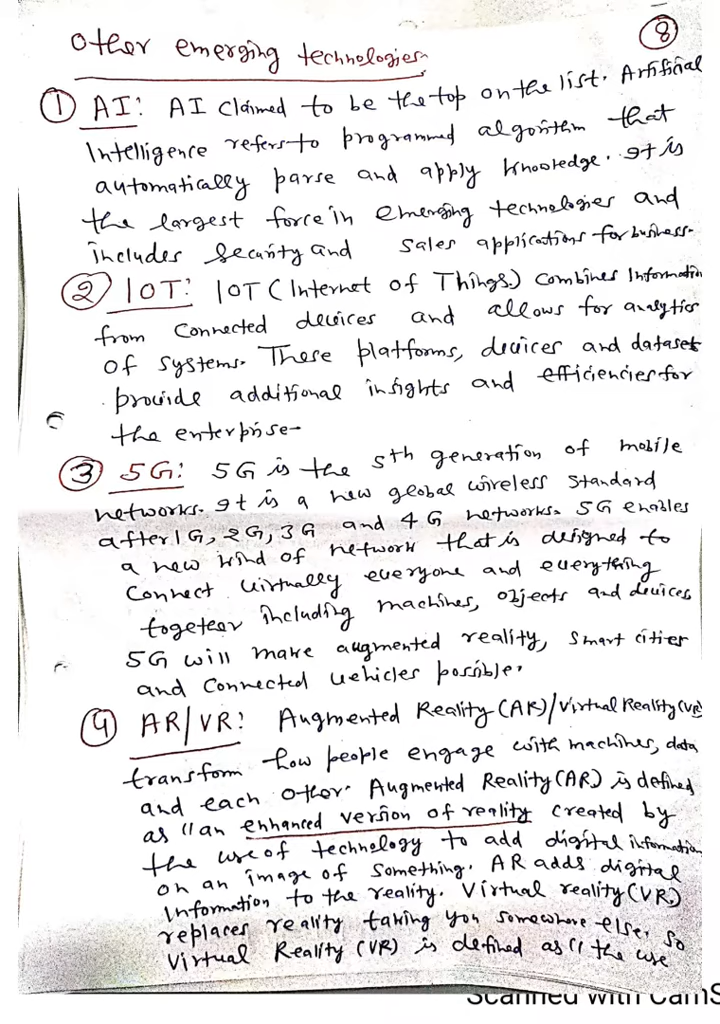 8
Other emerging technologies
① AI: AI claimed to be the top on the list. Artificial
Intelligence refers to programmed algorithm that
automatically parse and apply knowledge. It is
the largest force in emerging technologies and
includes security and sales applications for business.
② IOT: IOT (Internet of Things.) combines Information
from connected devices and allows for analytics
of systems. These platforms, devices and dataset
provide additional insights and efficiencies for
the enterprise-
③ 5G: 5G is the 5th generation of mobile
networks. It is a new global wireless standard
after 1G, 2G, 3G and 4G networks. 5G enables
a new kind of network that is designed to
connect virtually everyone and everything
togeteer including machines, objects and devices
5G will make augmented reality, smart cities
and connected vehicles possible.
④ AR/VR: Augmented Reality (AR)/Virtual Reality (VR)
transform how people engage with machines, data
and each other. Augmented Reality (AR) is defined
as "an enhanced version of reality created by
the use of technology to add digital information
on an image of something. AR adds digital
Information to the reality. Virtual reality (VR)
replaces reality taking you somewhere else. So
Virtual Reality (VR) is defined as " the use
Scanned with CamS